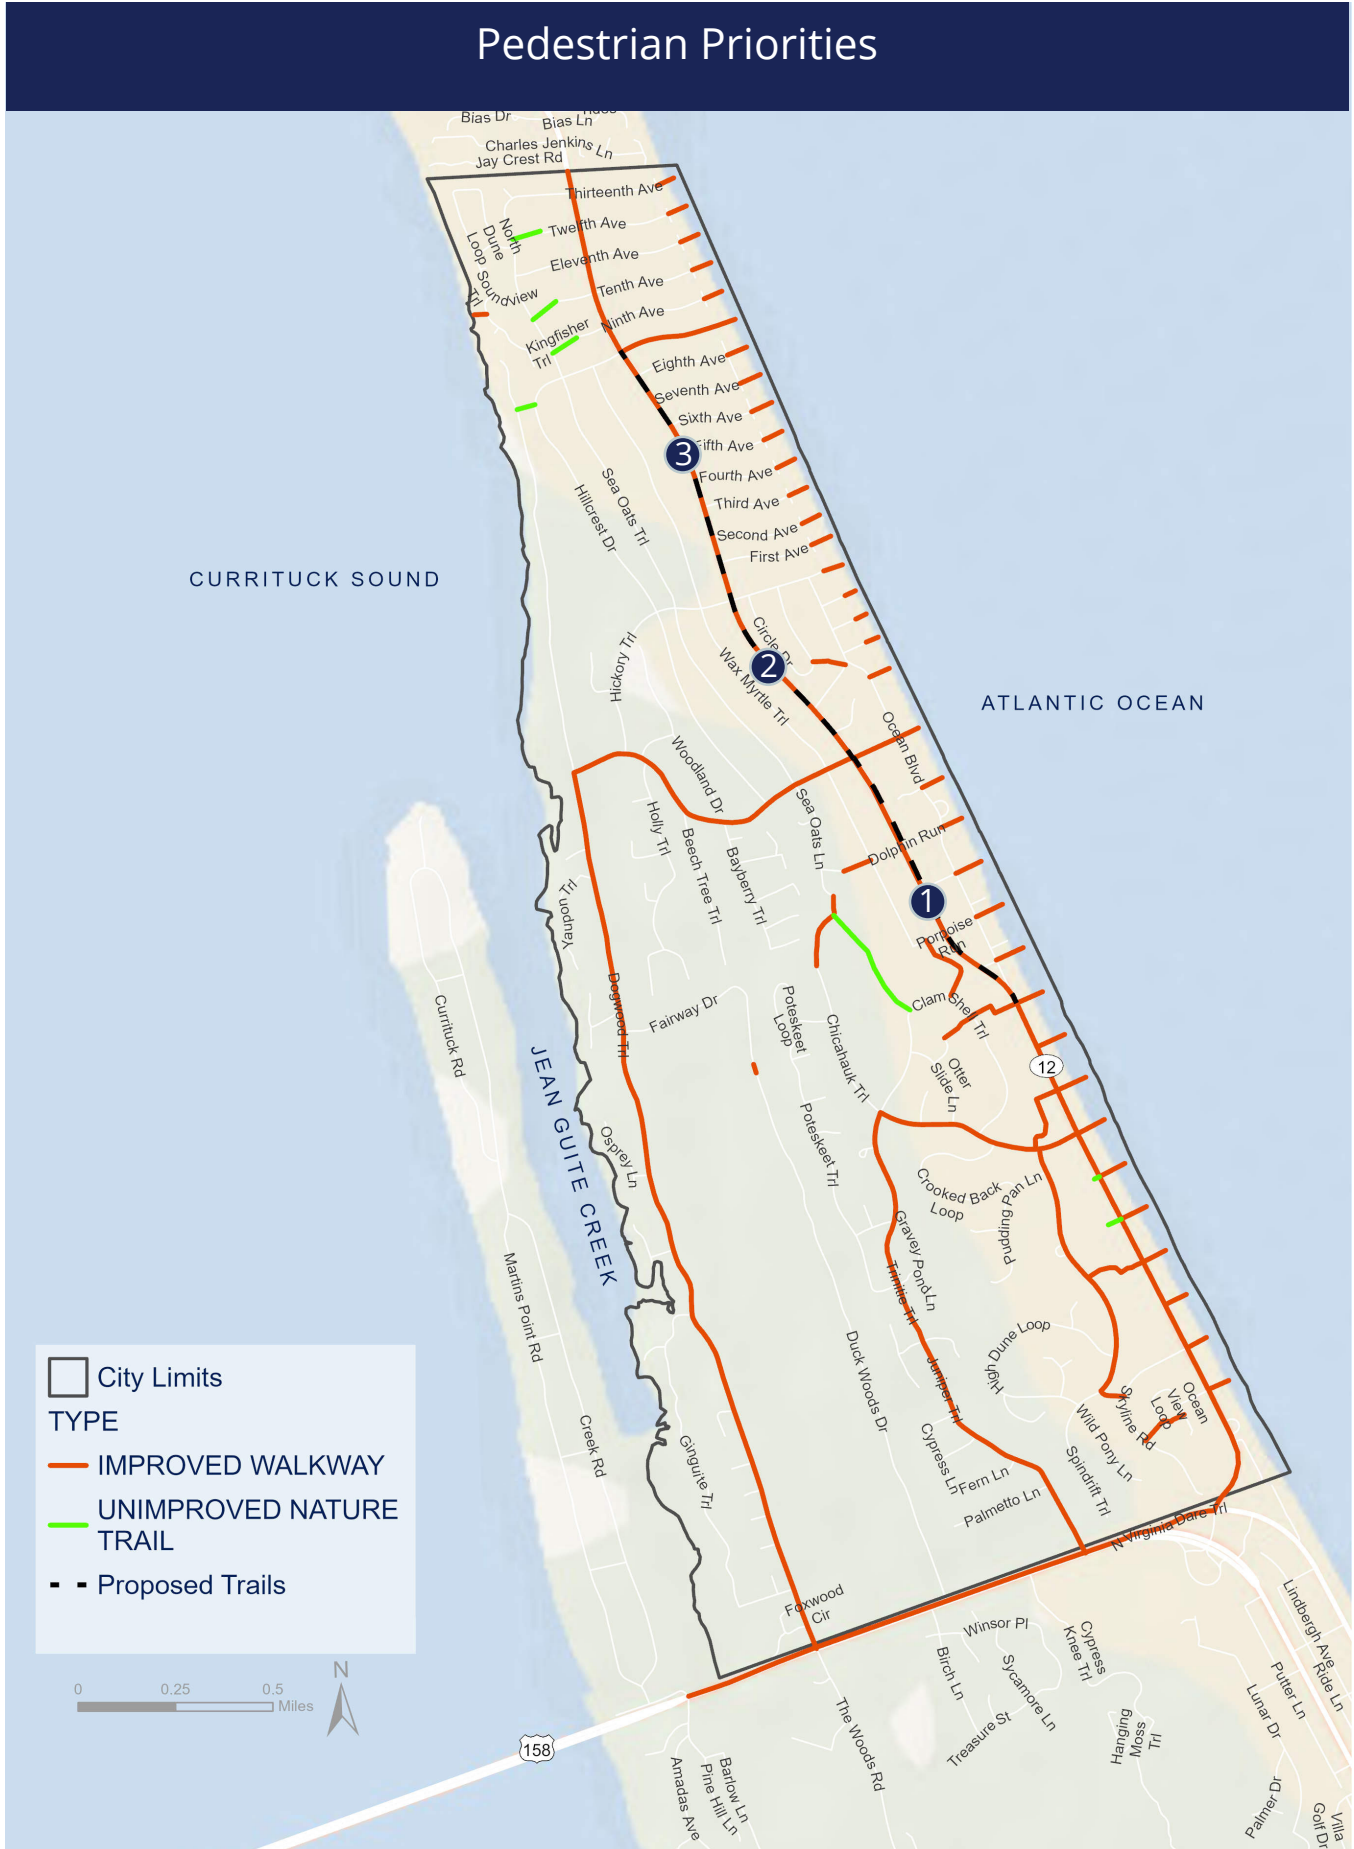 Pedestrian Priorities
Bias Dr
Bias Ln
Charles Jenkins Ln
Jay Crest Rd
Thirteenth Ave
North
Dune
Loop
Twelfth Ave
Eleventh Ave
Soundview
Trl
Tenth Ave
Ninth Ave
Kingfisher
Trl
Eighth Ave
Seventh Ave
Sixth Ave
3
Fifth Ave
Fourth Ave
Third Ave
Second Ave
First Ave
Sea Oats Trl
Hillcrest Dr
CURRITUCK SOUND
Hickory Trl
Circle Dr
2
Wax Myrtle Trl
ATLANTIC OCEAN
Ocean Blvd
Woodland Dr
Holly Trl
Beech Tree Trl
Bayberry Trl
Sea Oats Ln
Dolphin Run
1
Yaupon Trl
Porpoise
Run
Dogwood Trl
Fairway Dr
Poteskeet
Loop
Chicahauk Trl
Clam Shell Trl
Currituck Rd
12
Otter
Slide Ln
JEAN GUITE CREEK
Osprey Ln
Poteskeet Trl
Crooked Back
Loop
Pudding Pan Ln
Gravey Pond Ln
Trinitie Trl
Martins Point Rd
Duck Woods Dr
High Dune Loop
Juniper Trl
Skyline Rd
Ocean
View
Loop
Wild Pony Ln
Spindrift Trl
Cypress Ln
Fern Ln
Palmetto Ln
Creek Rd
Ginguite Trl
N Virginia Dare Trl
Foxwood
Cir
Winsor Pl
Birch Ln
Sycamore Ln
Cypress
Knee Trl
Treasure St
Hanging
Moss
Trl
Lindbergh Ave
Ride Ln
Putter Ln
Lunar Dr
Palmer Dr
Villa
Golf Dr
The Woods Rd
Barlow Ln
Pine Hill Ln
Amadas Ave
158
City Limits
TYPE
IMPROVED WALKWAY
UNIMPROVED NATURE
TRAIL
Proposed Trails
0 0.25 0.5
Miles
N